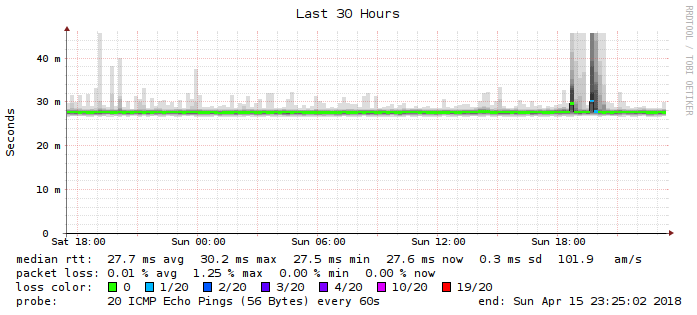 Last 30 Hours
RRDTOOL / TOBI OETIKER
Seconds
40 m
30 m
20 m
10 m
0
Sat 18:00 Sun 00:00 Sun 06:00 Sun 12:00 Sun 18:00
median rtt: 27.7 ms avg 30.2 ms max 27.5 ms min 27.6 ms now 0.3 ms sd 101.9 am/s
packet loss: 0.01 % avg 1.25 % max 0.00 % min 0.00 % now
loss color: 0 1/20 2/20 3/20 4/20 10/20 19/20
probe: 20 ICMP Echo Pings (56 Bytes) every 60s end: Sun Apr 15 23:25:02 2018